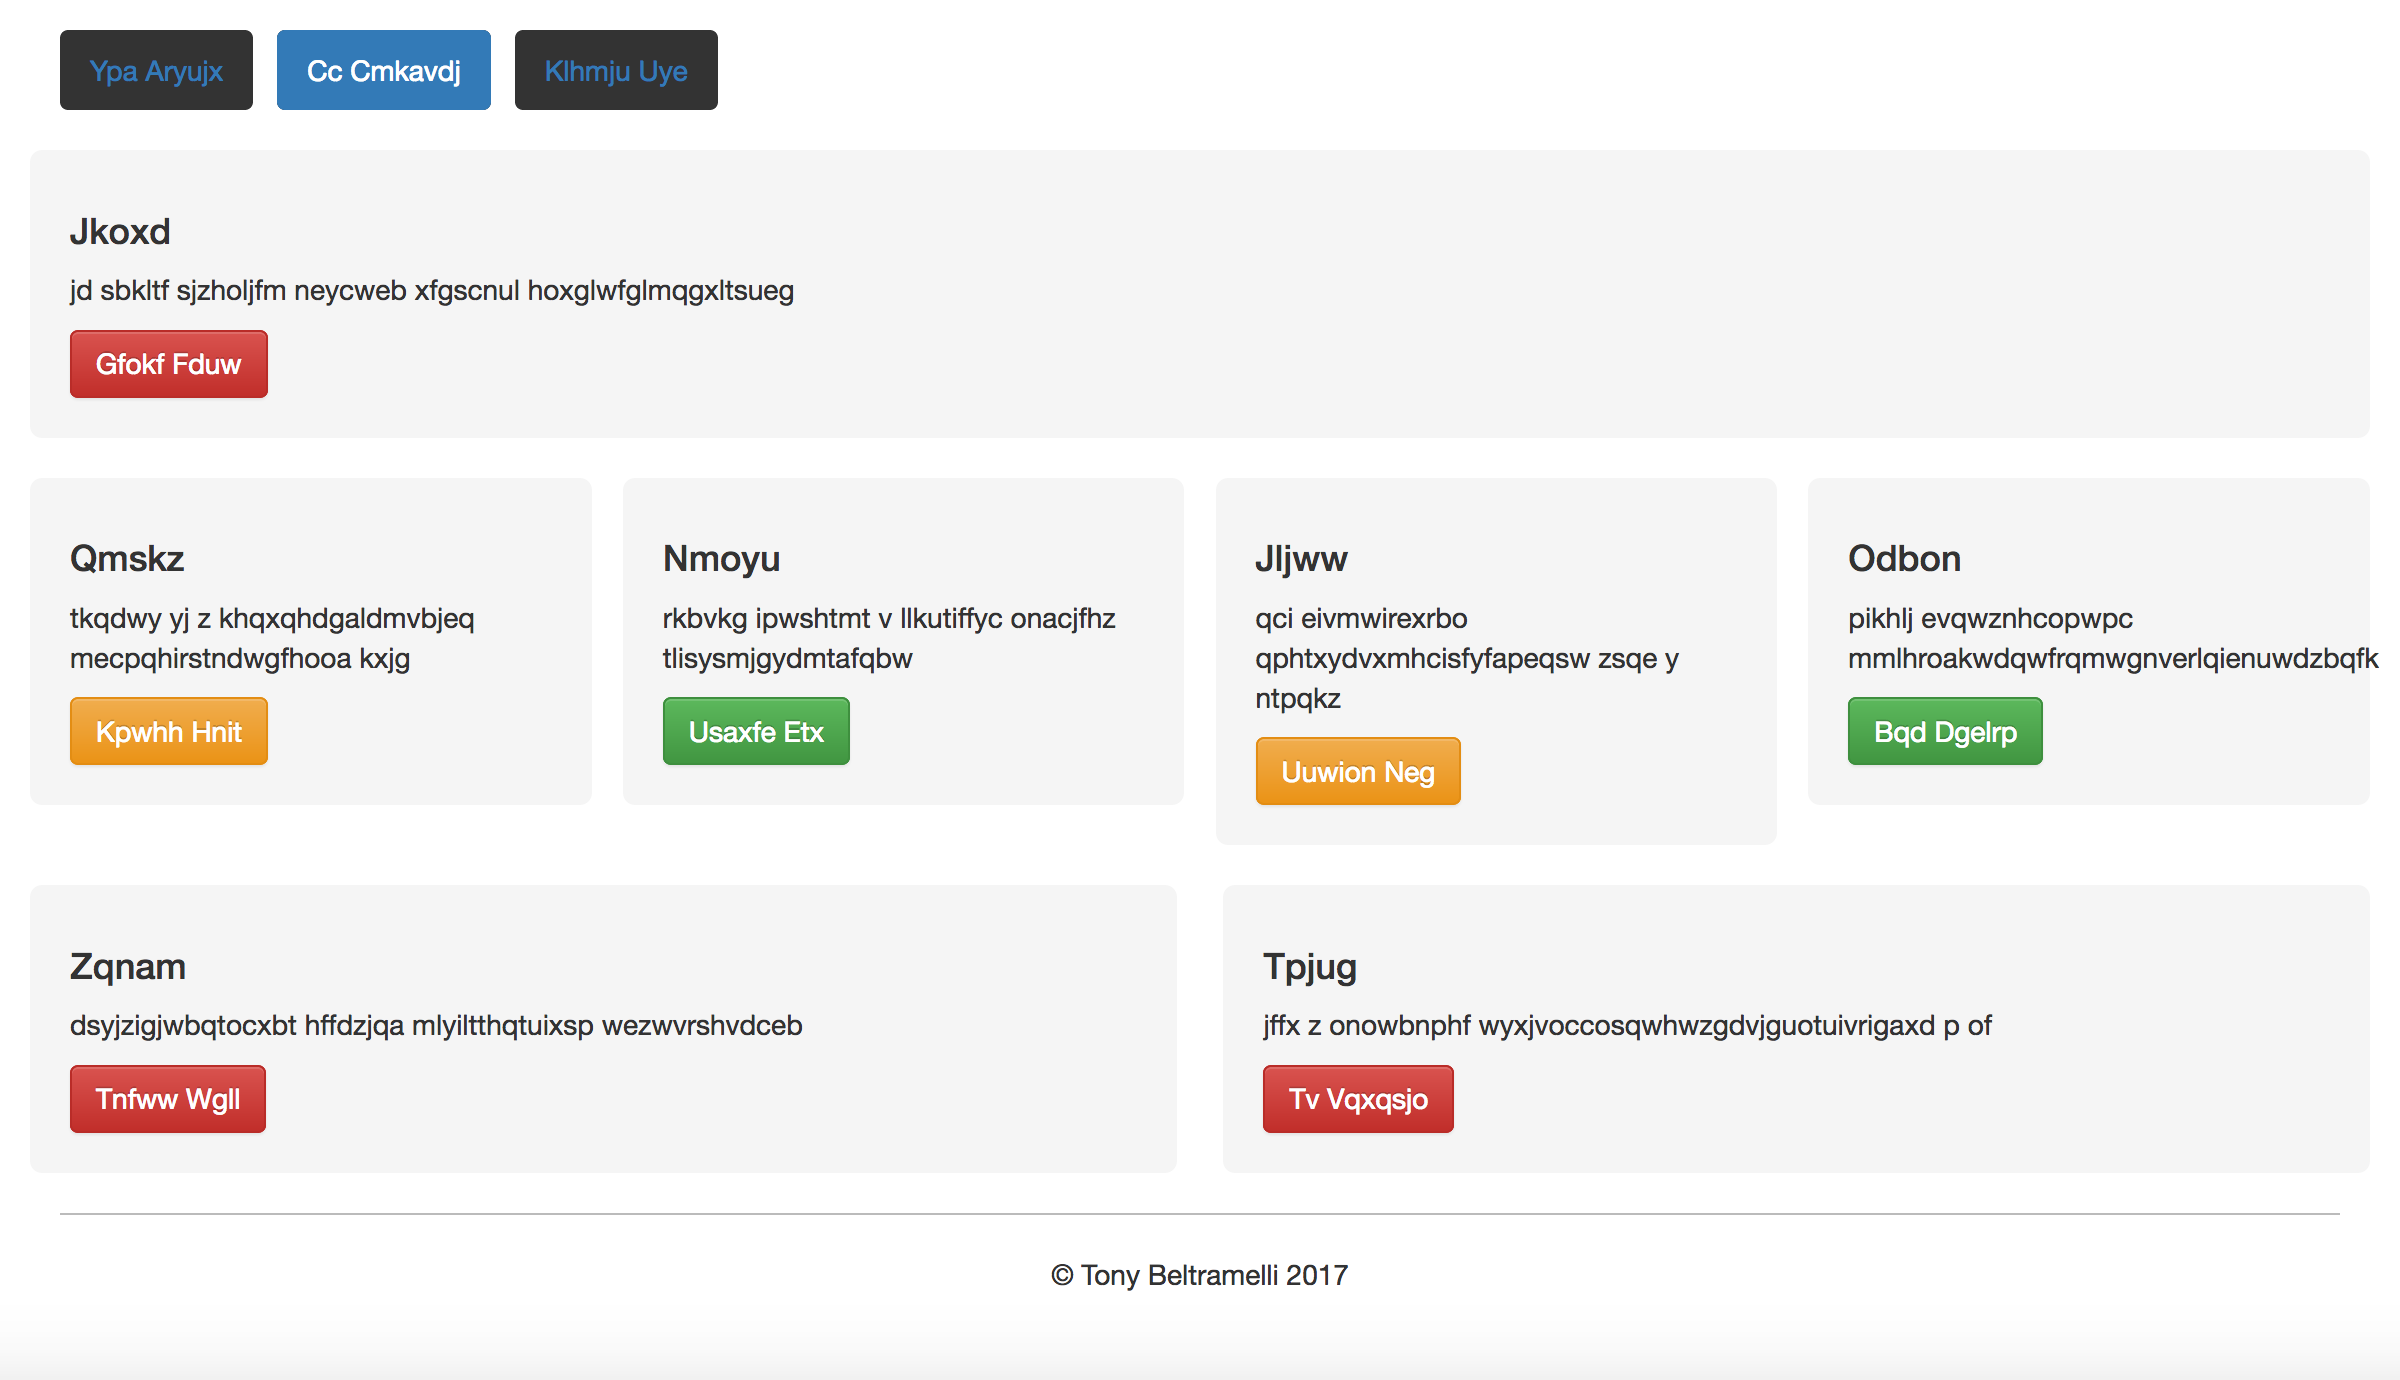 Ypa Aryujx
Cc Cmkavdj
Klhmju Uye
Jkoxd
jd sbkltf sjzholjfm neycweb xfgscnul hoxglwfglmqgxltsueg
Gfokf Fduw
Qmskz
tkqdwy yj z khqxqhdgaldmvbjeq
mecpqhirstndwgfhooa kxjg
Kpwhh Hnit
Nmoyu
rkbvkg ipwshtmt v llkutiffyc onacjfhz
tlisysmjgydmtafqbw
Usaxfe Etx
Jljww
qci eivmwirexrbo
qphtxydvxmhcisfyfapeqsw zsqe y
ntpqkz
Uuwion Neg
Odbon
pikhlj evqwznhcopwpc
mmlhroakwdqwfrqmwgnverlqienuwdzbqfk
Bqd Dgelrp
Zqnam
dsyjzigjwbqtocxbt hffdzjqa mlyiltthqtuixsp wezwvrshvdceb
Tnfww Wgll
Tpjug
jffx z onowbnphf wyxjvoccosqwhwzgdvjguotuivrigaxd p of
Tv Vqxqsjo
© Tony Beltramelli 2017